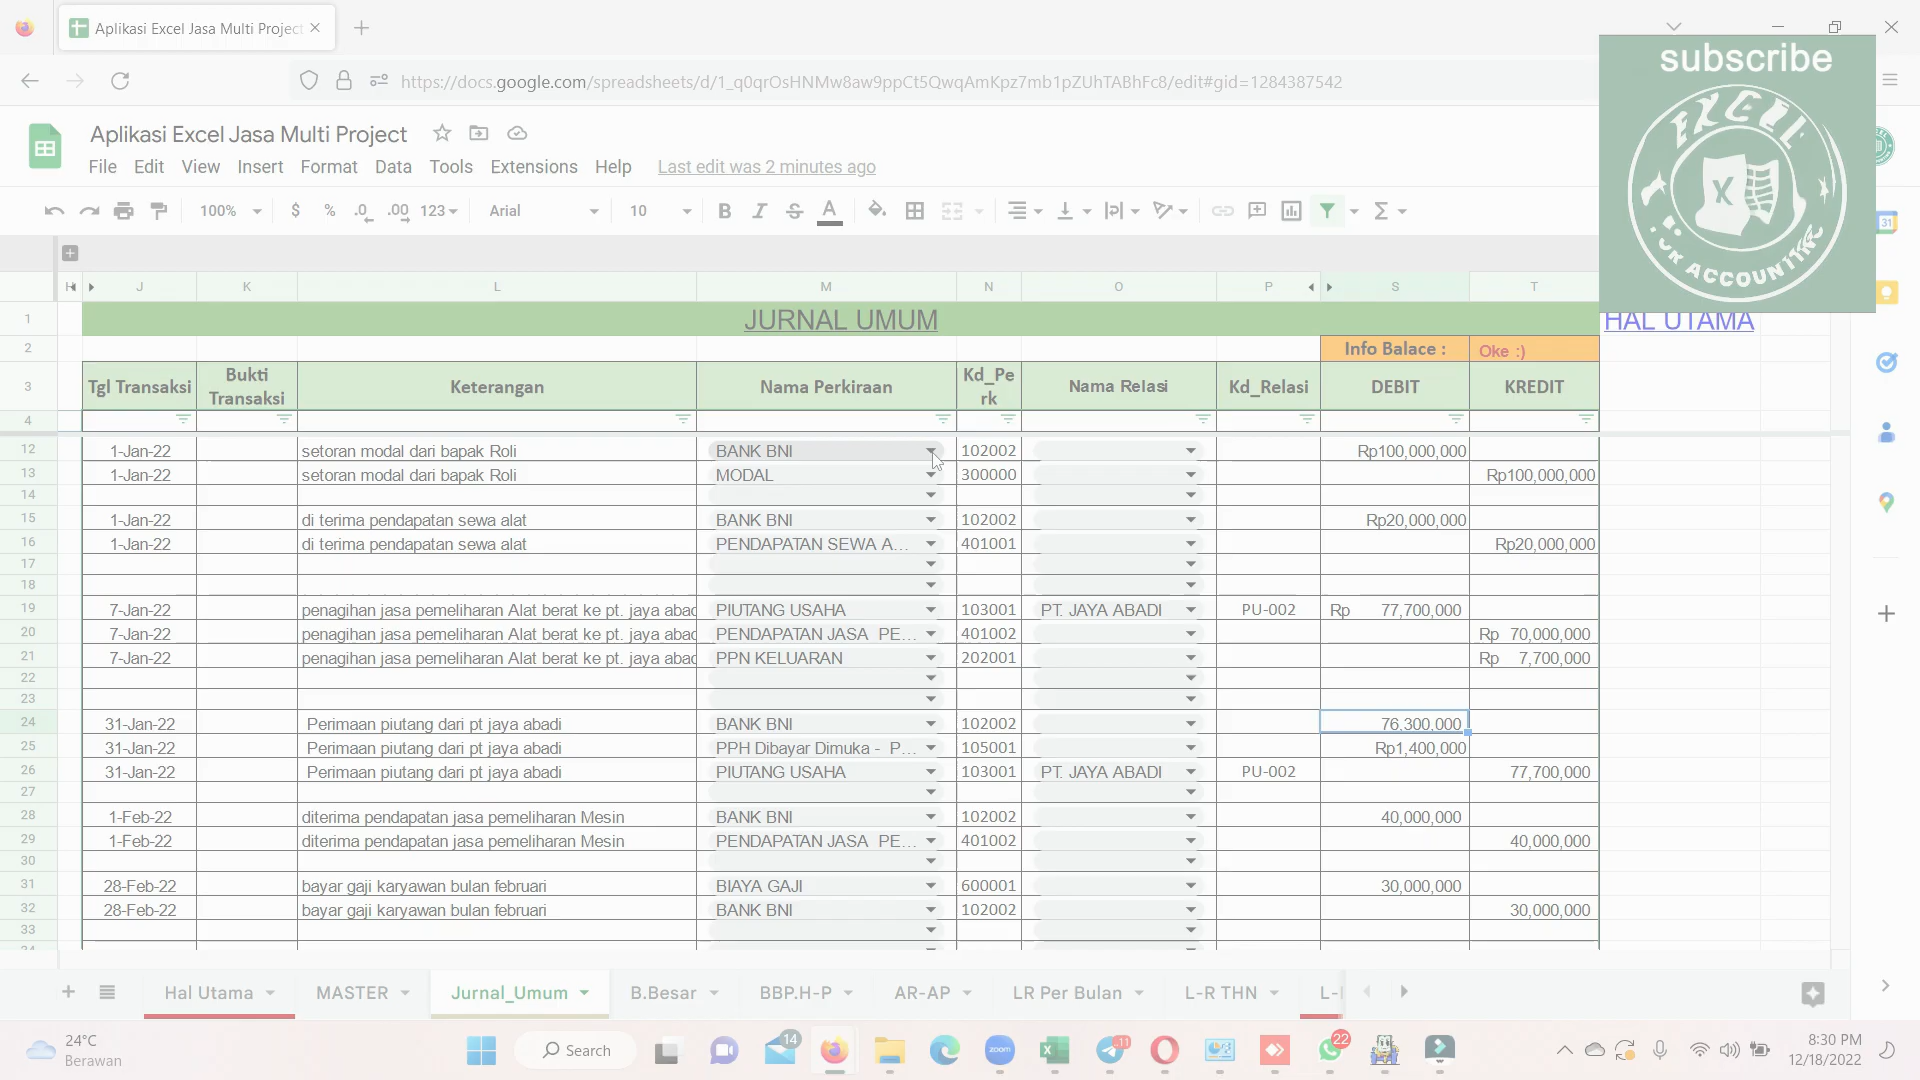 Aplikasi Excel Jasa Multi Project
https://docs.google.com/spreadsheets/d/1_q0qrOsHNMw8aw9ppCt5QwqAmKpz7mb1pZUhTABhFc8/edit#gid=1284387542
subscribe
EXCEL
ACCOUNTING
Aplikasi Excel Jasa Multi Project
File Edit View Insert Format Data Tools Extensions Help Last edit was 2 minutes ago
100% $ % .0 .00 123 Arial 10 B I S A Σ
31
J K L M N O P S T
1 JURNAL UMUM HAL UTAMA
2 Info Balace : Oke :)
3 Tgl Transaksi Bukti Transaksi Keterangan Nama Perkiraan Kd_Perk Nama Relasi Kd_Relasi DEBIT KREDIT
4
12 1-Jan-22 setoran modal dari bapak Roli BANK BNI 102002 Rp100,000,000
13 1-Jan-22 setoran modal dari bapak Roli MODAL 300000 Rp100,000,000
14
15 1-Jan-22 di terima pendapatan sewa alat BANK BNI 102002 Rp20,000,000
16 1-Jan-22 di terima pendapatan sewa alat PENDAPATAN SEWA A... 401001 Rp20,000,000
17
18
19 7-Jan-22 penagihan jasa pemeliharan Alat berat ke pt. jaya abad PIUTANG USAHA 103001 PT. JAYA ABADI PU-002 Rp 77,700,000
20 7-Jan-22 penagihan jasa pemeliharan Alat berat ke pt. jaya abad PENDAPATAN JASA PE... 401002 Rp 70,000,000
21 7-Jan-22 penagihan jasa pemeliharan Alat berat ke pt. jaya abad PPN KELUARAN 202001 Rp 7,700,000
22
23
24 31-Jan-22 Perimaan piutang dari pt jaya abadi BANK BNI 102002 76,300,000
25 31-Jan-22 Perimaan piutang dari pt jaya abadi PPH Dibayar Dimuka - P... 105001 Rp1,400,000
26 31-Jan-22 Perimaan piutang dari pt jaya abadi PIUTANG USAHA 103001 PT. JAYA ABADI PU-002 77,700,000
27
28 1-Feb-22 diterima pendapatan jasa pemeliharan Mesin BANK BNI 102002 40,000,000
29 1-Feb-22 diterima pendapatan jasa pemeliharan Mesin PENDAPATAN JASA PE... 401002 40,000,000
30
31 28-Feb-22 bayar gaji karyawan bulan februari BIAYA GAJI 600001 30,000,000
32 28-Feb-22 bayar gaji karyawan bulan februari BANK BNI 102002 30,000,000
33
Hal Utama MASTER Jurnal_Umum B.Besar BBP.H-P AR-AP LR Per Bulan L-R THN L-
24°C
Berawan
Search
14
zoom
11
22
8:30 PM
12/18/2022